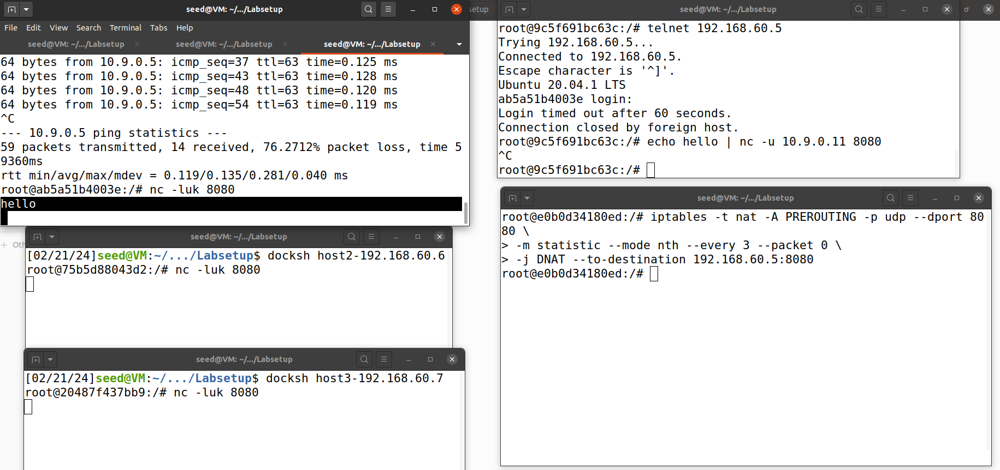 seed@VM: ~/.../Labsetup
File Edit View Search Terminal Tabs Help
seed@VM: ~/.../Labsetup × seed@VM: ~/.../Labsetup × seed@VM: ~/.../Labsetup ×
64 bytes from 10.9.0.5: icmp_seq=37 ttl=63 time=0.125 ms
64 bytes from 10.9.0.5: icmp_seq=43 ttl=63 time=0.128 ms
64 bytes from 10.9.0.5: icmp_seq=48 ttl=63 time=0.120 ms
64 bytes from 10.9.0.5: icmp_seq=54 ttl=63 time=0.119 ms
^C
--- 10.9.0.5 ping statistics ---
59 packets transmitted, 14 received, 76.2712% packet loss, time 5
9360ms
rtt min/avg/max/mdev = 0.119/0.135/0.281/0.040 ms
root@ab5a51b4003e:/# nc -luk 8080
hello
setup
seed@VM: ~/.../Labsetup
root@9c5f691bc63c:/# telnet 192.168.60.5
Trying 192.168.60.5...
Connected to 192.168.60.5.
Escape character is '^]'.
Ubuntu 20.04.1 LTS
ab5a51b4003e login:
Login timed out after 60 seconds.
Connection closed by foreign host.
root@9c5f691bc63c:/# echo hello | nc -u 10.9.0.11 8080
^C
root@9c5f691bc63c:/#
+ Oth
seed@VM: ~/.../Labsetup
[02/21/24]seed@VM:~/.../Labsetup$ docksh host2-192.168.60.6
root@75b5d88043d2:/# nc -luk 8080
seed@VM: ~/.../Labsetup
[02/21/24]seed@VM:~/.../Labsetup$ docksh host3-192.168.60.7
root@20487f437bb9:/# nc -luk 8080
seed@VM: ~/.../Labsetup
root@e0b0d34180ed:/# iptables -t nat -A PREROUTING -p udp --dport 80
80 \
> -m statistic --mode nth --every 3 --packet 0 \
> -j DNAT --to-destination 192.168.60.5:8080
root@e0b0d34180ed:/#